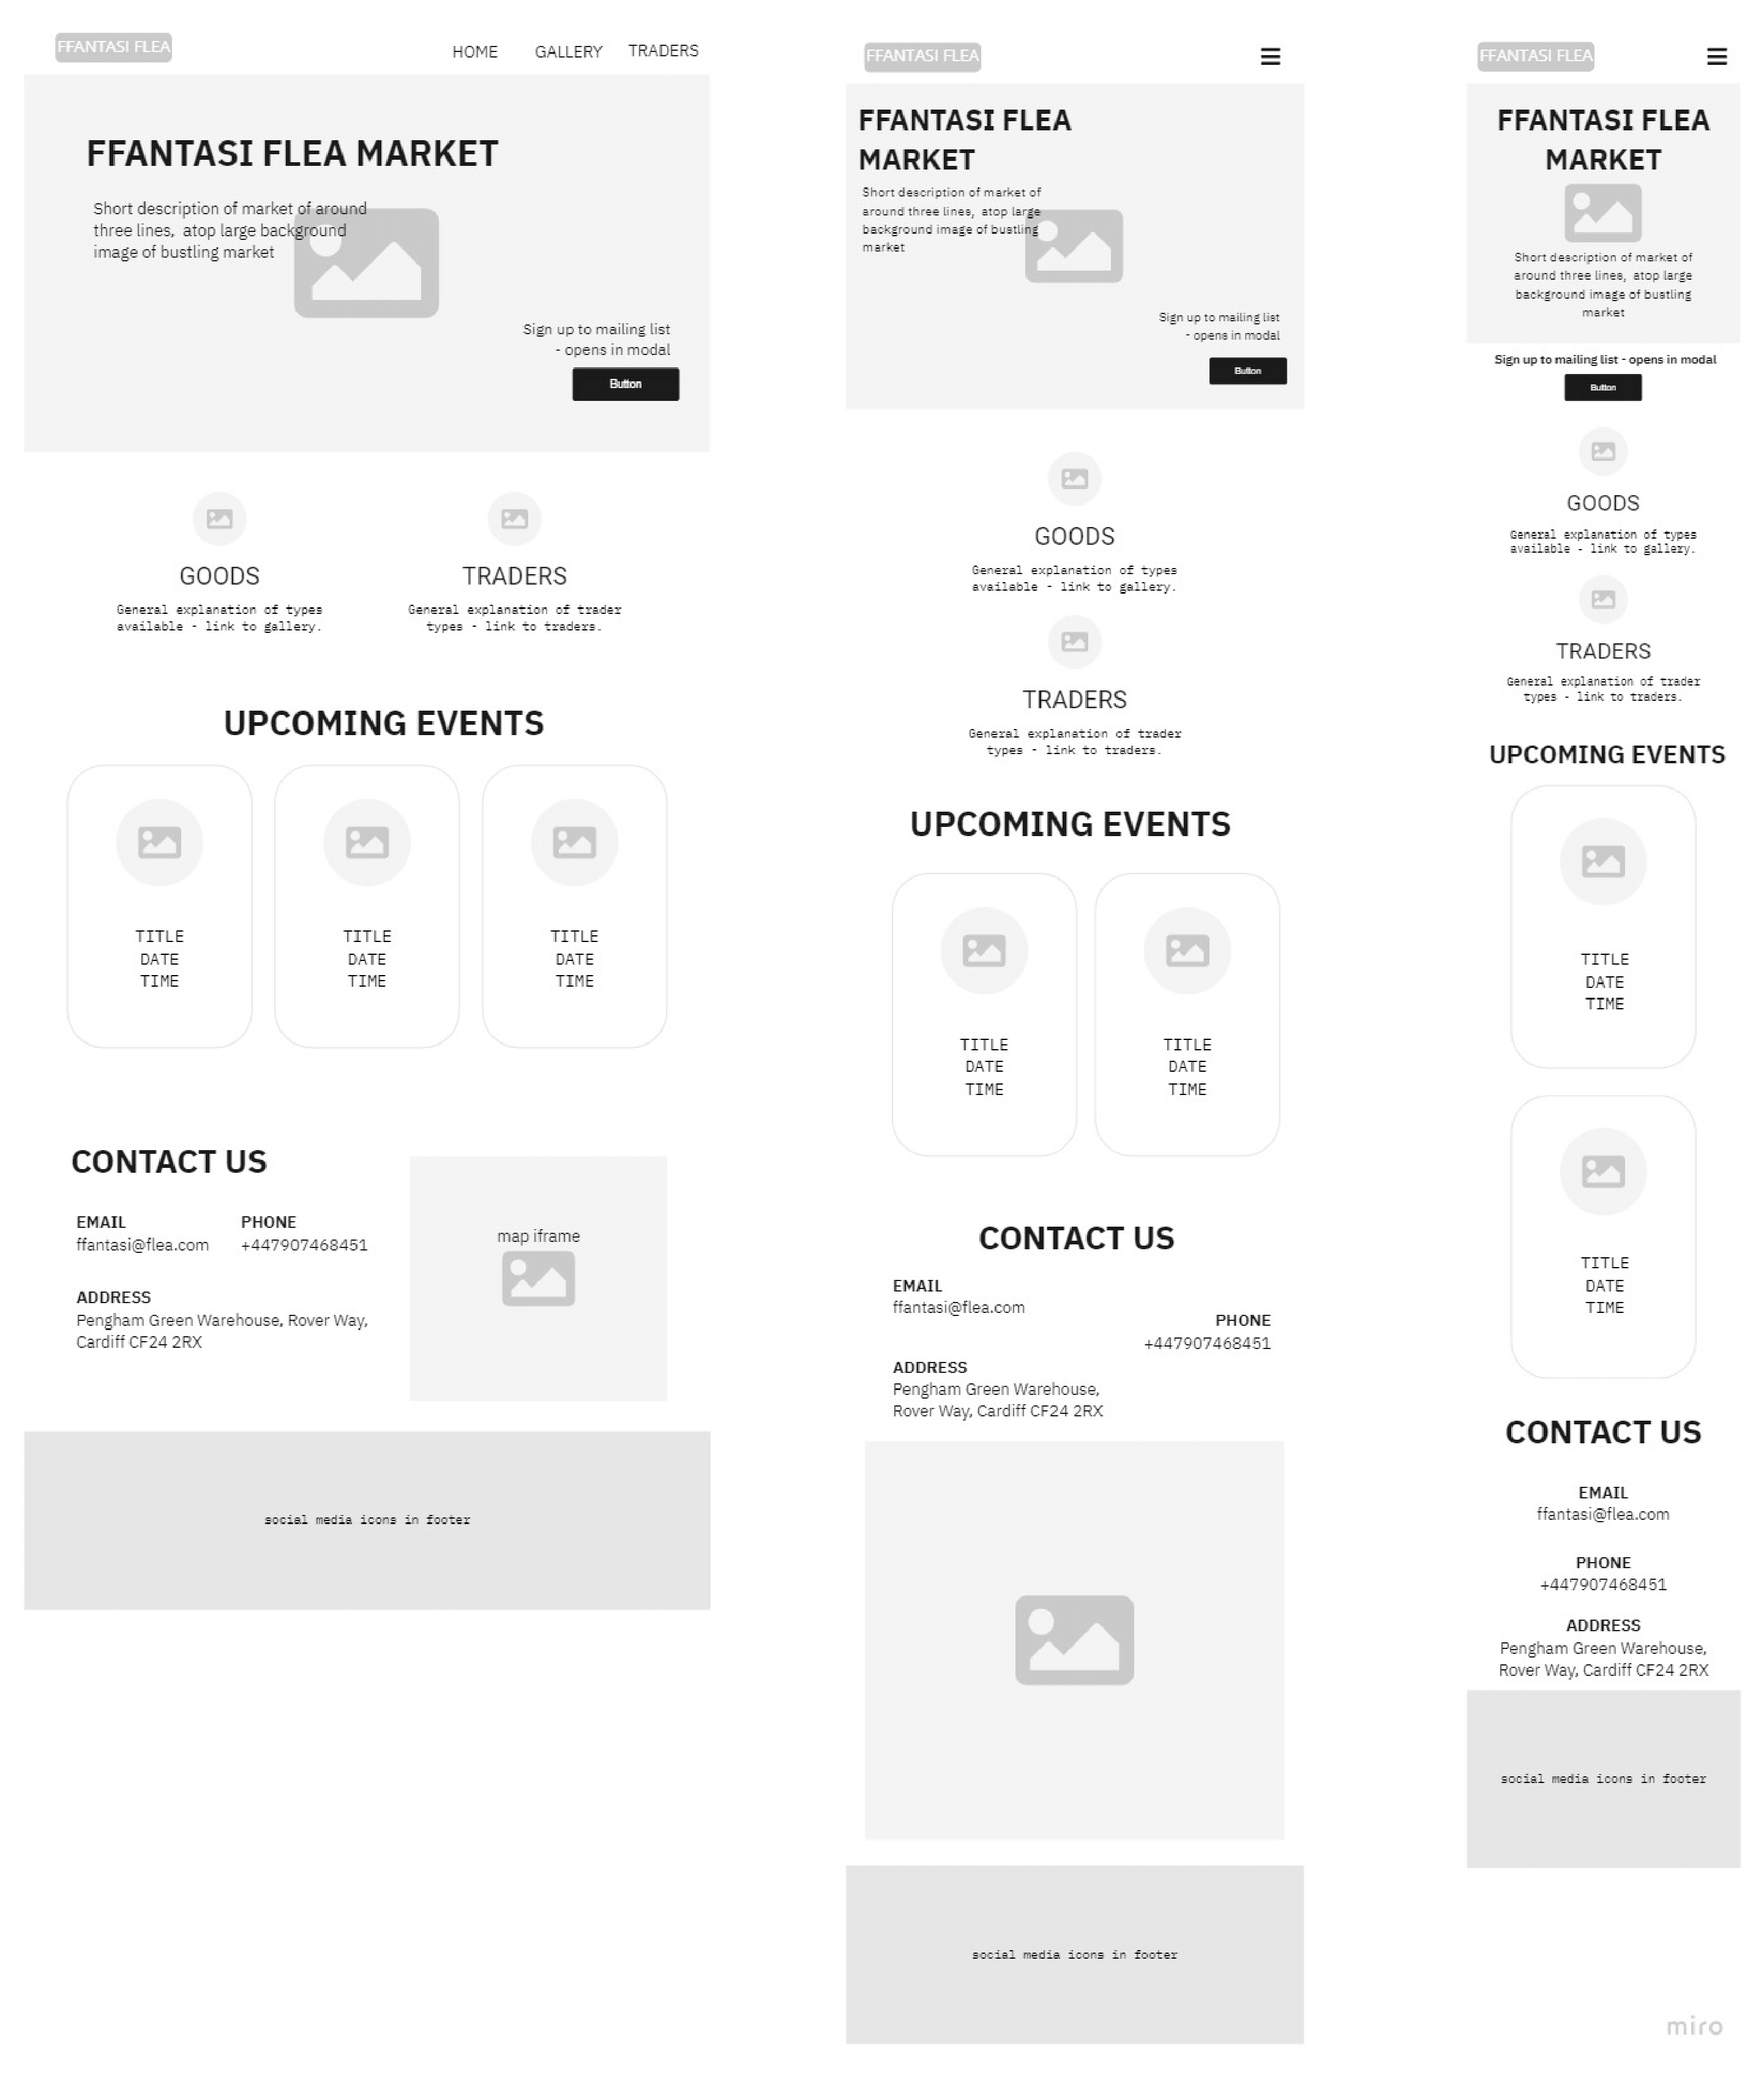 FFANTASI FLEA
HOME
GALLERY
TRADERS
FFANTASI FLEA MARKET
Short description of market of around
three lines, atop large background
image of bustling market
Sign up to mailing list
- opens in modal
Button
GOODS
General explanation of types
available - link to gallery.
TRADERS
General explanation of trader
types - link to traders.
UPCOMING EVENTS
TITLE
DATE
TIME
TITLE
DATE
TIME
TITLE
DATE
TIME
CONTACT US
EMAIL
ffantasi@flea.com
PHONE
+447907468451
ADDRESS
Pengham Green Warehouse, Rover Way,
Cardiff CF24 2RX
map iframe
social media icons in footer
FFANTASI FLEA
FFANTASI FLEA
MARKET
Short description of market of
around three lines, atop large
background image of bustling
market
Sign up to mailing list
- opens in modal
Button
GOODS
General explanation of types
available - link to gallery.
TRADERS
General explanation of trader
types - link to traders.
UPCOMING EVENTS
TITLE
DATE
TIME
TITLE
DATE
TIME
CONTACT US
EMAIL
ffantasi@flea.com
PHONE
+447907468451
ADDRESS
Pengham Green Warehouse,
Rover Way, Cardiff CF24 2RX
social media icons in footer
FFANTASI FLEA
FFANTASI FLEA
MARKET
Short description of market of
around three lines, atop large
background image of bustling
market
Sign up to mailing list - opens in modal
Button
GOODS
General explanation of types
available - link to gallery.
TRADERS
General explanation of trader
types - link to traders.
UPCOMING EVENTS
TITLE
DATE
TIME
TITLE
DATE
TIME
CONTACT US
EMAIL
ffantasi@flea.com
PHONE
+447907468451
ADDRESS
Pengham Green Warehouse,
Rover Way, Cardiff CF24 2RX
social media icons in footer
miro